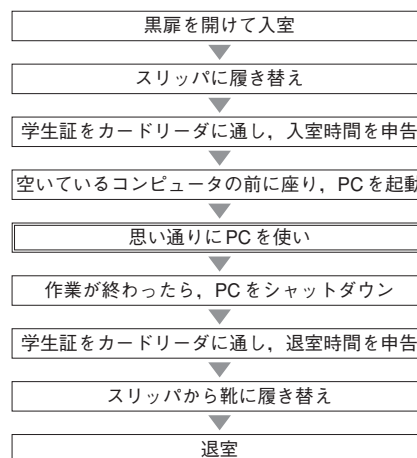 黒扉を開けて入室
スリッパに履き替え
学生証をカードリーダに通し，入室時間を申告
空いているコンピュータの前に座り，PCを起動
思い通りにPCを使い
作業が終わったら，PCをシャットダウン
学生証をカードリーダに通し，退室時間を申告
スリッパから靴に履き替え
退室